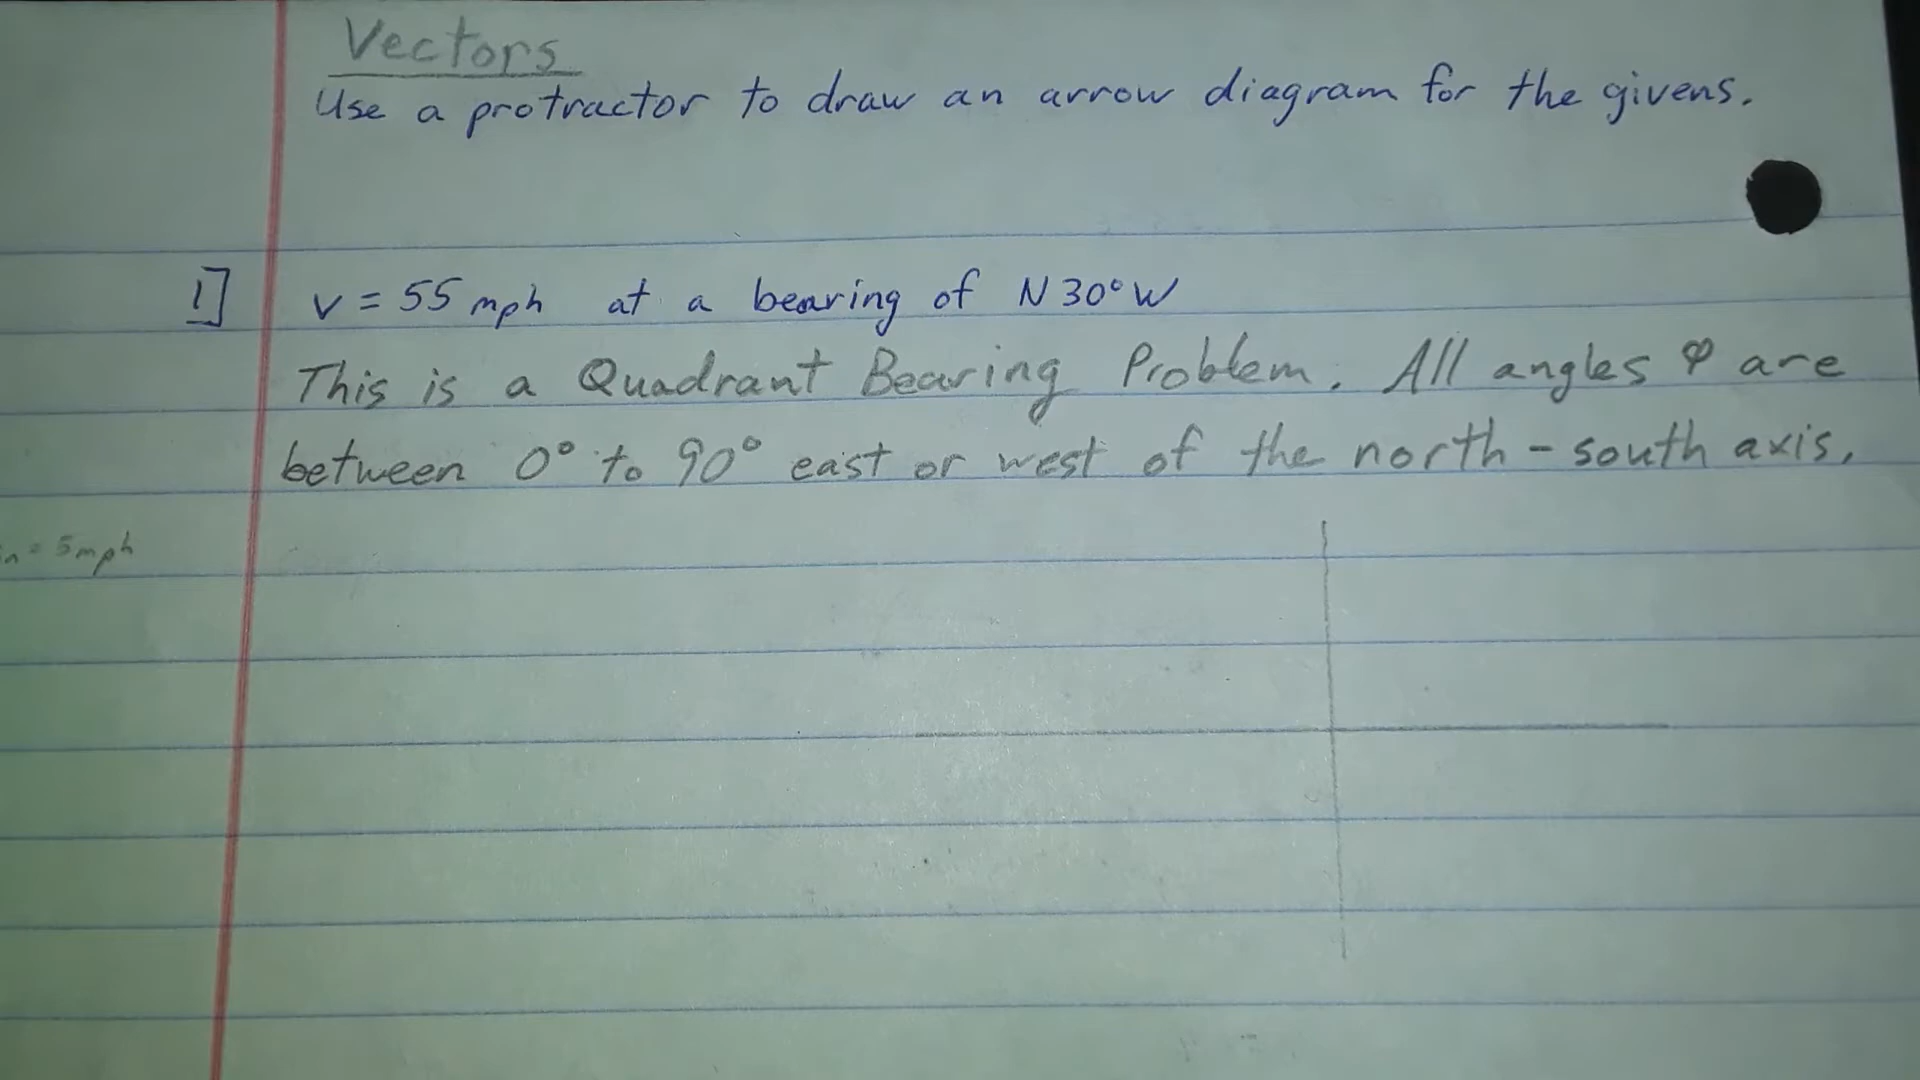 Vectors
Use a protractor to draw an arrow diagram for the givens.
1] v = 55 mph at a bearing of N 30° W
This is a Quadrant Bearing Problem. All angles φ are
between 0° to 90° east or west of the north - south axis.
n = 5mph